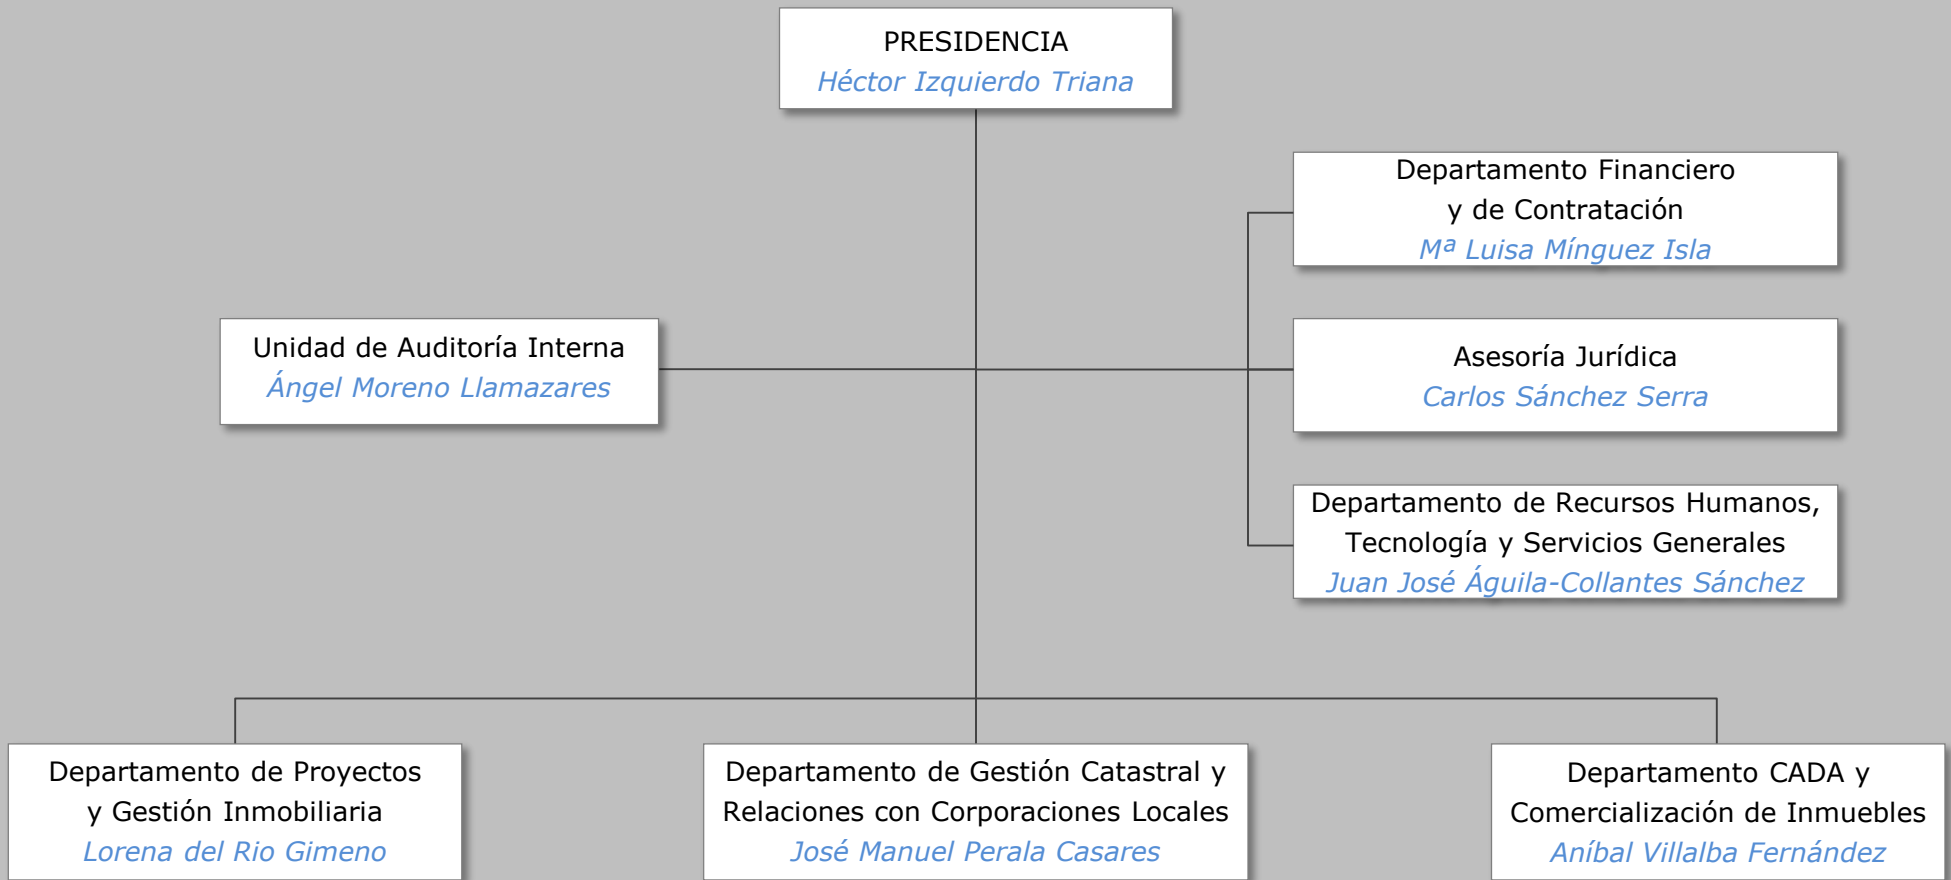 PRESIDENCIA
Héctor Izquierdo Triana
Departamento Financiero
y de Contratación
Mª Luisa Mínguez Isla
Unidad de Auditoría Interna
Ángel Moreno Llamazares
Asesoría Jurídica
Carlos Sánchez Serra
Departamento de Recursos Humanos,
Tecnología y Servicios Generales
Juan José Águila-Collantes Sánchez
Departamento de Proyectos
y Gestión Inmobiliaria
Lorena del Rio Gimeno
Departamento de Gestión Catastral y
Relaciones con Corporaciones Locales
José Manuel Perala Casares
Departamento CADA y
Comercialización de Inmuebles
Aníbal Villalba Fernández